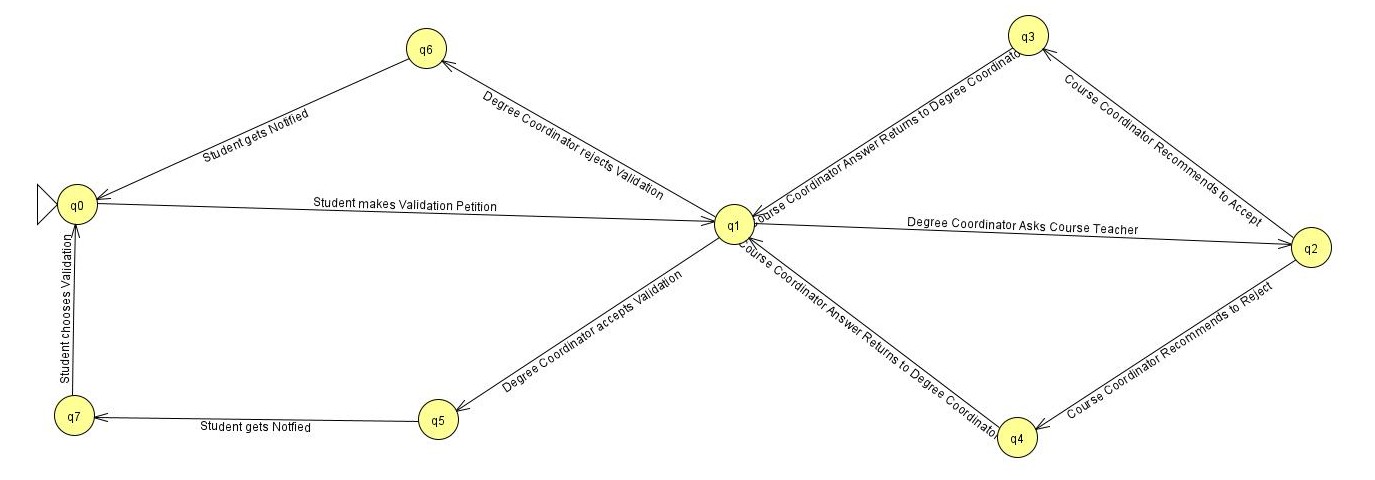 q6
q3
Student gets Notified
Degree Coordinator rejects Validation
Course Coordinator Answer Returns to Degree Coordinator
Course Coordinator Recommends to Accept
q0
Student makes Validation Petition
q1
Degree Coordinator Asks Course Teacher
q2
Student chooses Validation
Degree Coordinator accepts Validation
Course Coordinator Answer Returns to Degree Coordinator
Course Coordinator Recommends to Reject
q7
Student gets Notfied
q5
q4